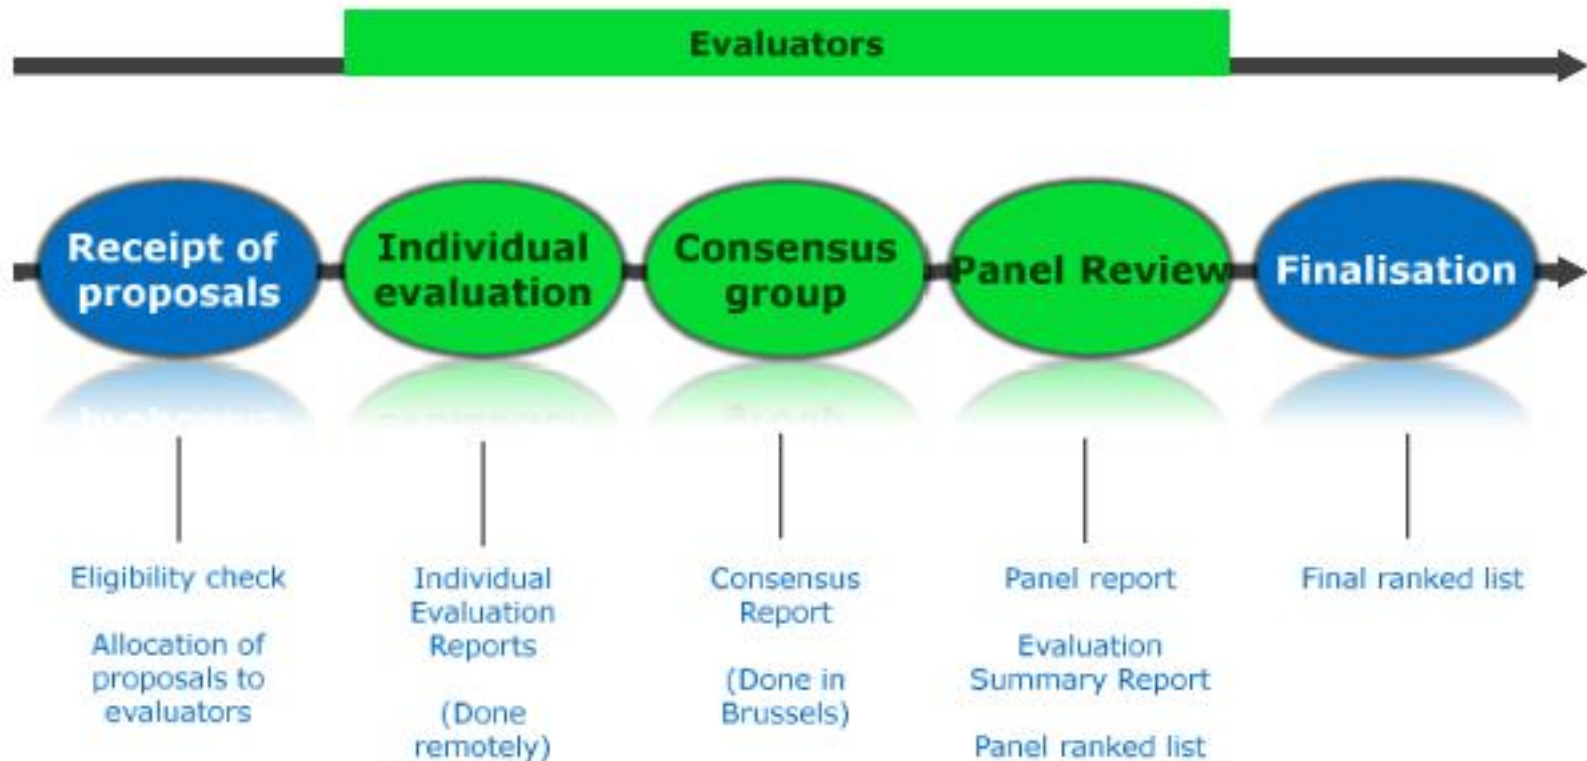 Evaluators
Receipt of
proposals
Individual
evaluation
Consensus
group
Panel Review
Finalisation
Eligibility check
Allocation of
proposals to
evaluators
Individual
Evaluation
Reports
(Done
remotely)
Consensus
Report
(Done in
Brussels)
Panel report
Evaluation
Summary Report
Panel ranked list
Final ranked list